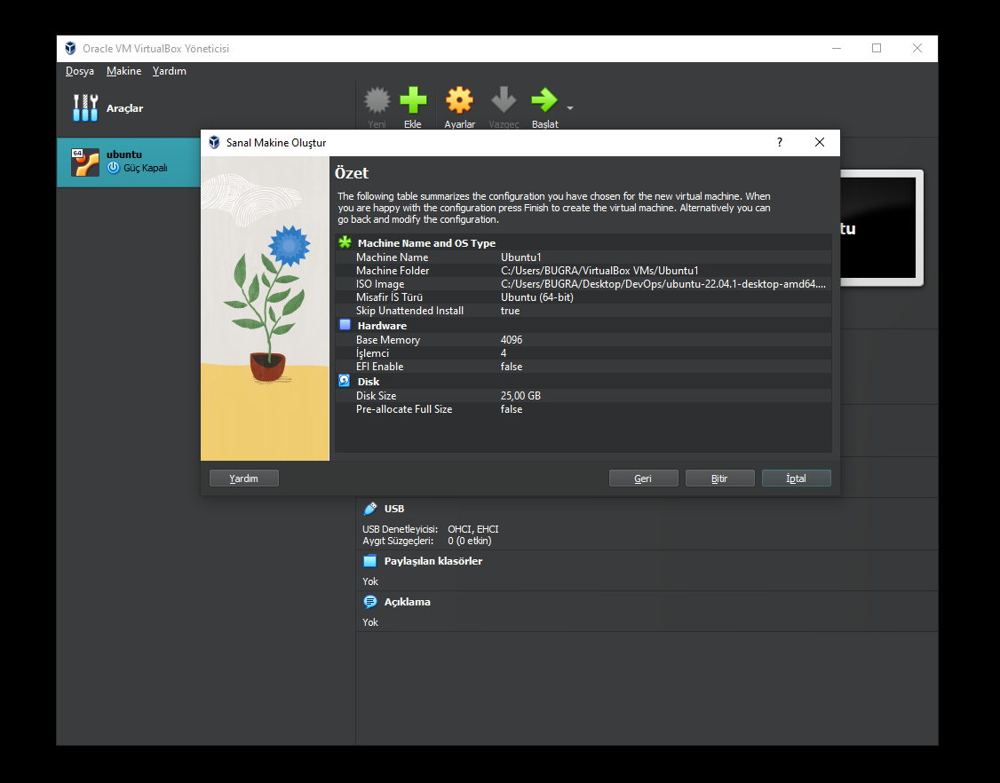 Oracle VM VirtualBox Yöneticisi
Dosya Makine Yardım
Araçlar
Yeni Ekle Ayarlar Vazgeç Başlat
64
ubuntu
Güç Kapalı
tu
Sanal Makine Oluştur ?
Özet
The following table summarizes the configuration you have chosen for the new virtual machine. When
you are happy with the configuration press Finish to create the virtual machine. Alternatively you can
go back and modify the configuration.
Machine Name and OS Type
Machine Name Ubuntu1
Machine Folder C:/Users/BUGRA/VirtualBox VMs/Ubuntu1
ISO Image C:/Users/BUGRA/Desktop/DevOps/ubuntu-22.04.1-desktop-amd64....
Misafir İS Türü Ubuntu (64-bit)
Skip Unattended Install true
Hardware
Base Memory 4096
İşlemci 4
EFI Enable false
Disk
Disk Size 25,00 GB
Pre-allocate Full Size false
Yardım Geri Bitir İptal
USB
USB Denetleyicisi: OHCI, EHCI
Aygıt Süzgeçleri: 0 (0 etkin)
Paylaşılan klasörler
Yok
Açıklama
Yok